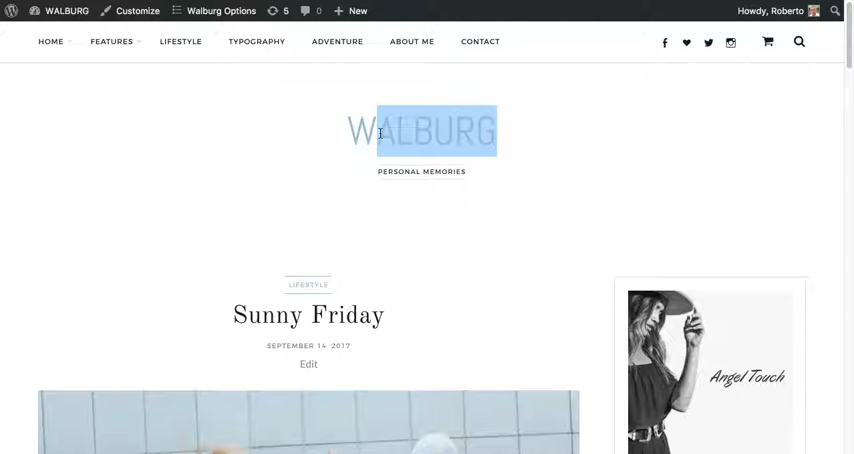 WALBURG Customize Walburg Options 5 0 New Howdy, Roberto
HOME FEATURES LIFESTYLE TYPOGRAPHY ADVENTURE ABOUT ME CONTACT
WALBURG
PERSONAL MEMORIES
LIFESTYLE
Sunny Friday
SEPTEMBER 14, 2017
Edit
Angel Touch